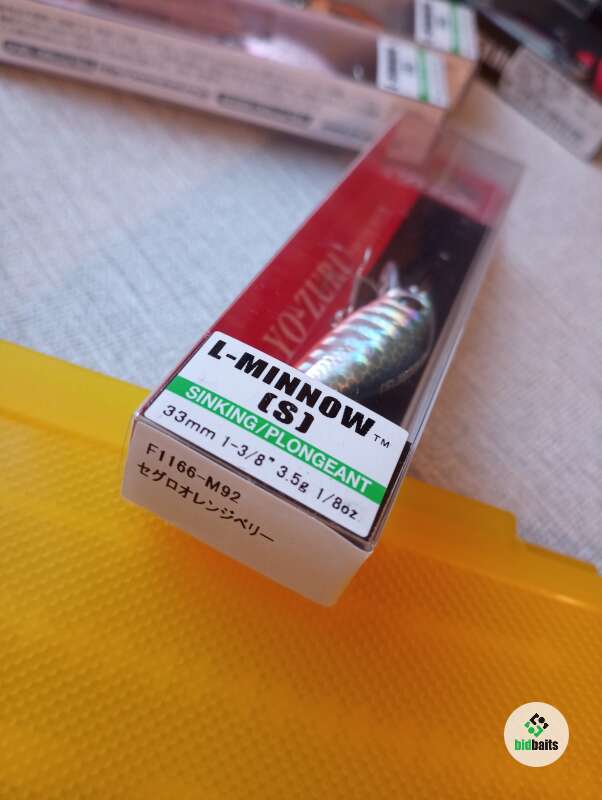 YO-ZURI
L-MINNOW
(S)™
SINKING/PLONGEANT
33mm 1-3/8" 3.5g 1/8oz
F1166-M92
セグロオレンジベリー
bidbaits